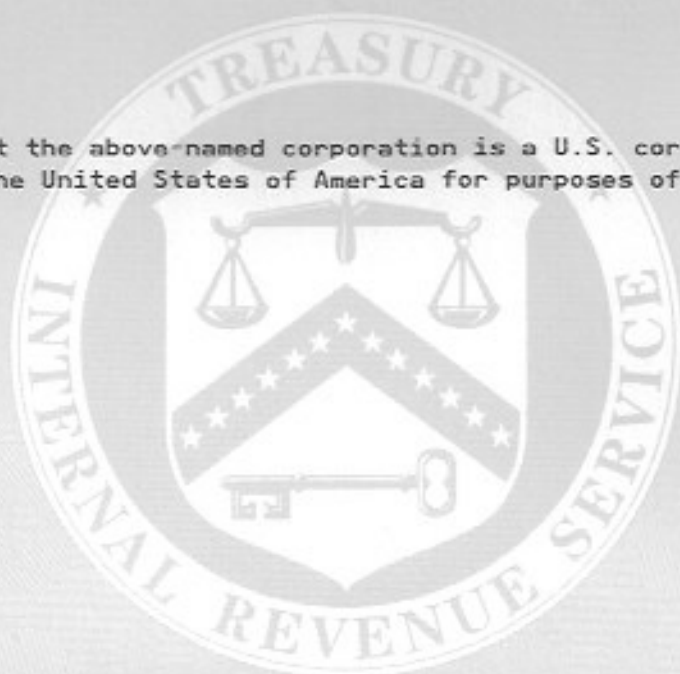 TREASURY
t the above-named corporation is a U.S. cor
he United States of America for purposes of
INTERNAL REVENUE SERVICE